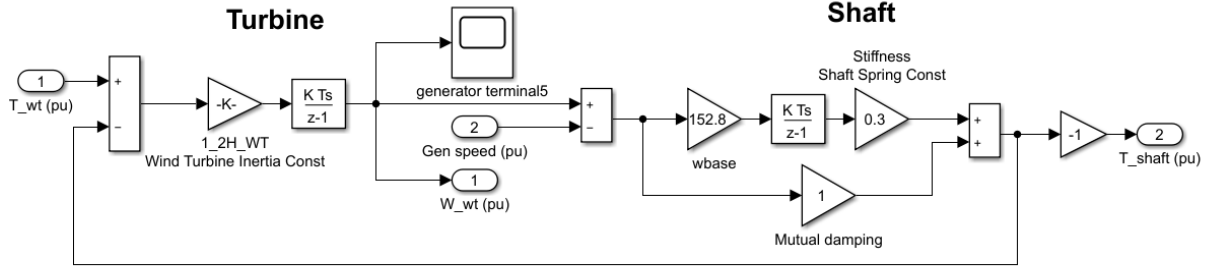 Turbine
Shaft
1
T_wt (pu)
+
−
-K-
1_2H_WT
Wind Turbine Inertia Const
K Ts
z-1
generator terminal5
2
Gen speed (pu)
1
W_wt (pu)
+
−
152.8
wbase
K Ts
z-1
Stiffness
Shaft Spring Const
0.3
1
Mutual damping
+
+
-1
2
T_shaft (pu)